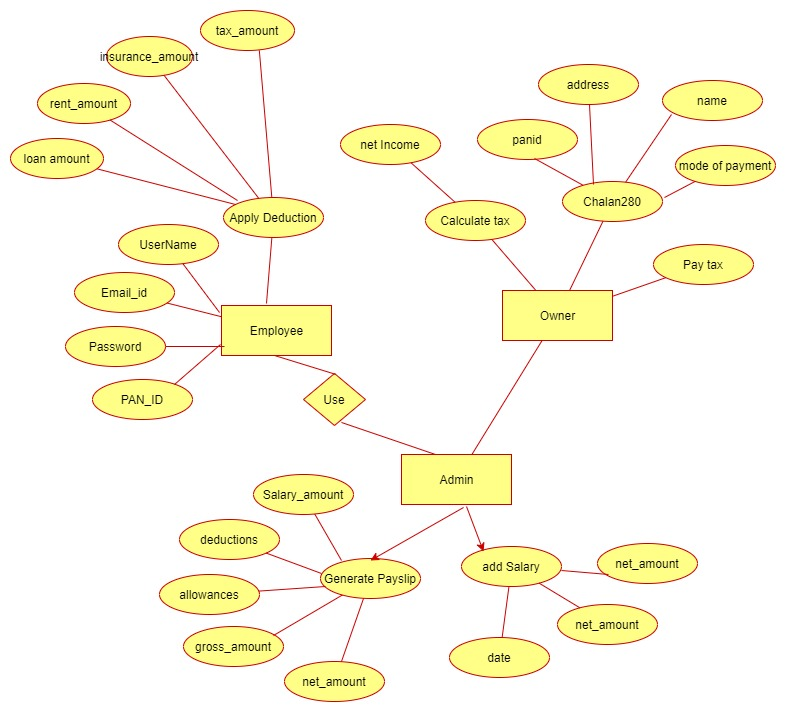 tax_amount
insurance_amount
rent_amount
loan amount
Apply Deduction
UserName
Email_id
Password
PAN_ID
Employee
Use
address
name
panid
net Income
mode of payment
Chalan280
Calculate tax
Pay tax
Owner
Admin
Salary_amount
deductions
allowances
gross_amount
net_amount
Generate Payslip
add Salary
net_amount
net_amount
date